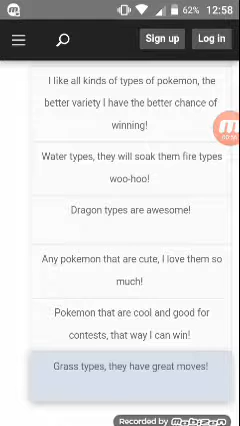 62% 12:58
Sign up Log in
I like all kinds of types of pokemon, the
better variety I have the better chance of
winning!
Water types, they will soak them fire types
woo-hoo!
Dragon types are awesome!
Any pokemon that are cute, I love them so
much!
Pokemon that are cool and good for
contests, that way I can win!
Grass types, they have great moves!
Recorded by Mobizen